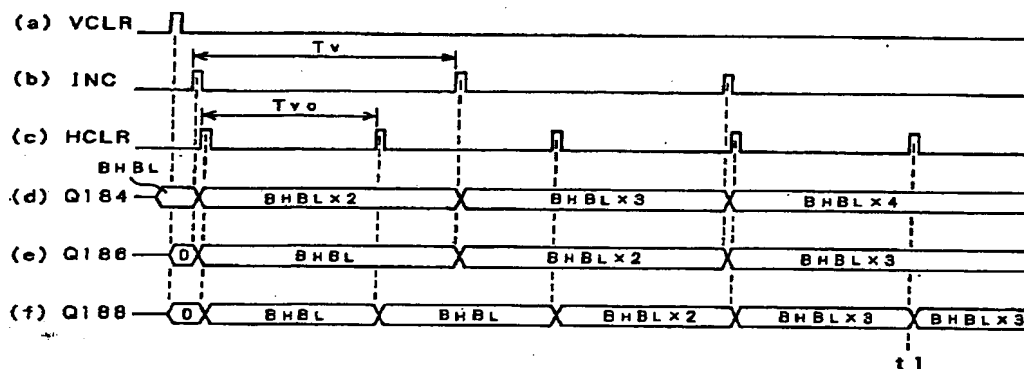 (a) VCLR
Tv
(b) INC
Tvo
(c) HCLR
BHBL
(d) Q184 BHBL×2 BHBL×3 BHBL×4
(e) Q186 0 BHBL BHBL×2 BHBL×3
(f) Q188 0 BHBL BHBL BHBL×2 BHBL×3 BHBL×3
t1